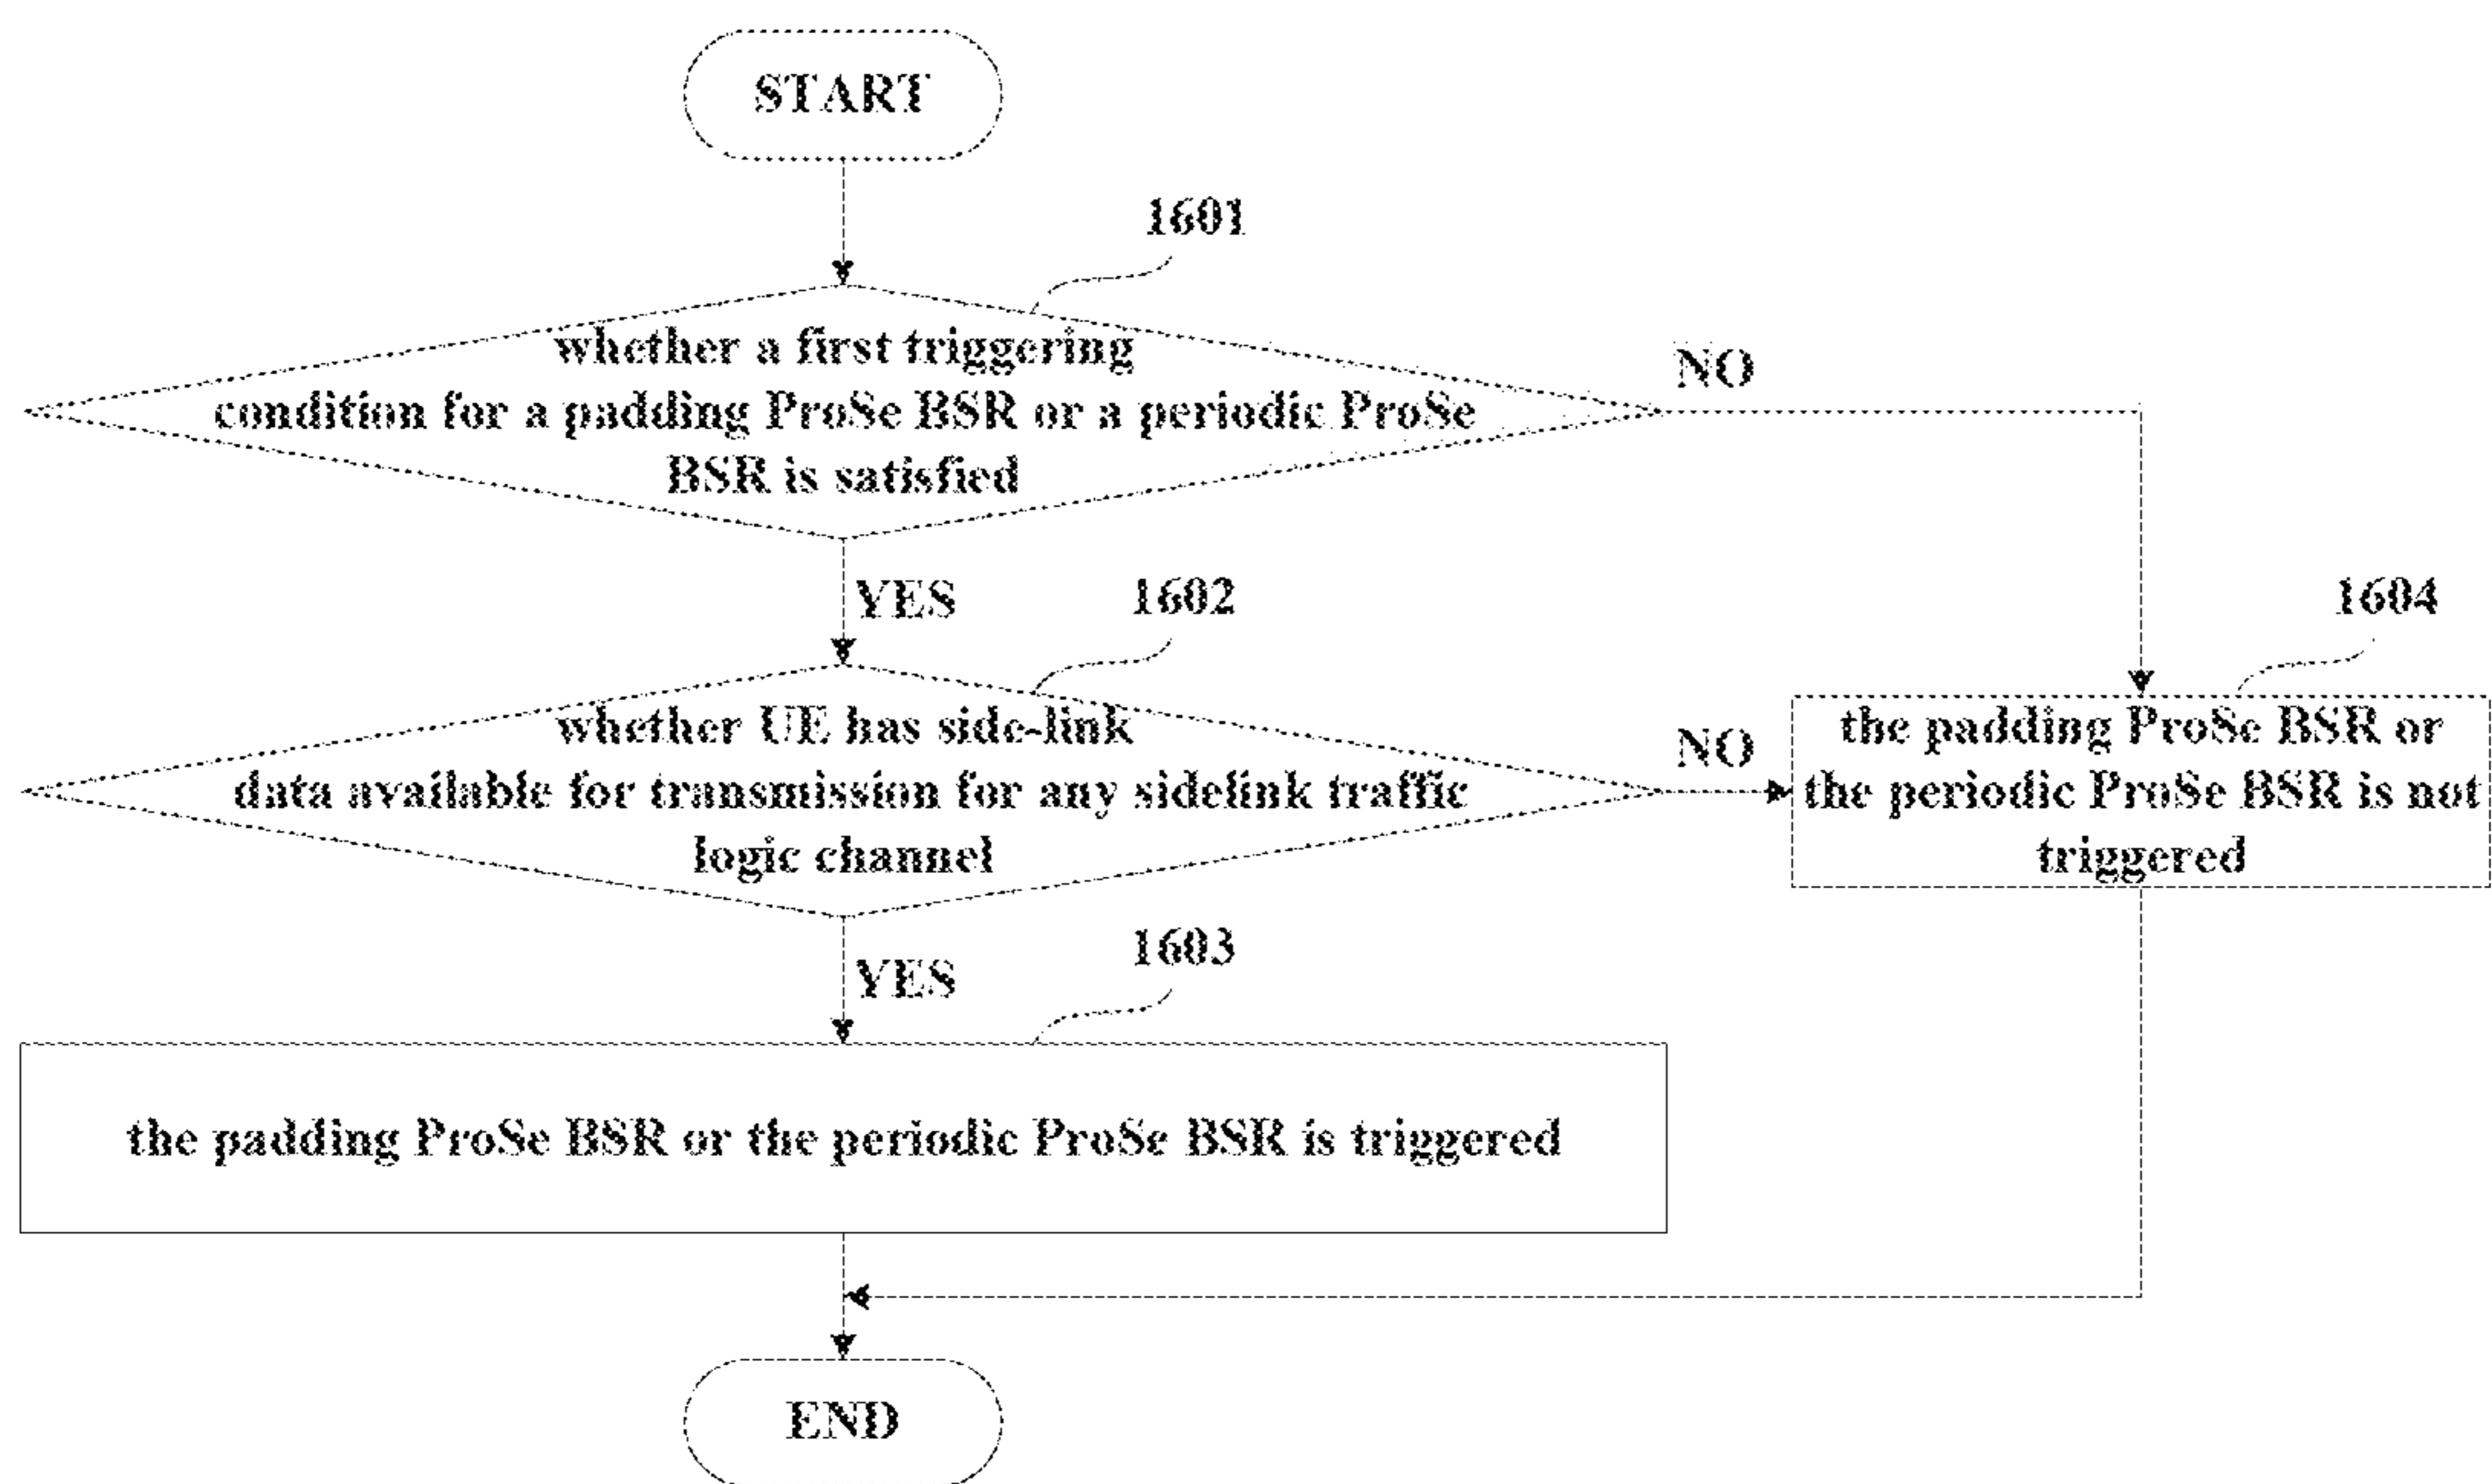 START
1601
whether a first triggering
condition for a padding ProSe BSR or a periodic ProSe
BSR is satisfied
NO
YES
1602
whether UE has side-link
data available for transmission for any sidelink traffic
logic channel
NO
1604
the padding ProSe BSR or
the periodic ProSe BSR is not
triggered
YES
1603
the padding ProSe BSR or the periodic ProSe BSR is triggered
END